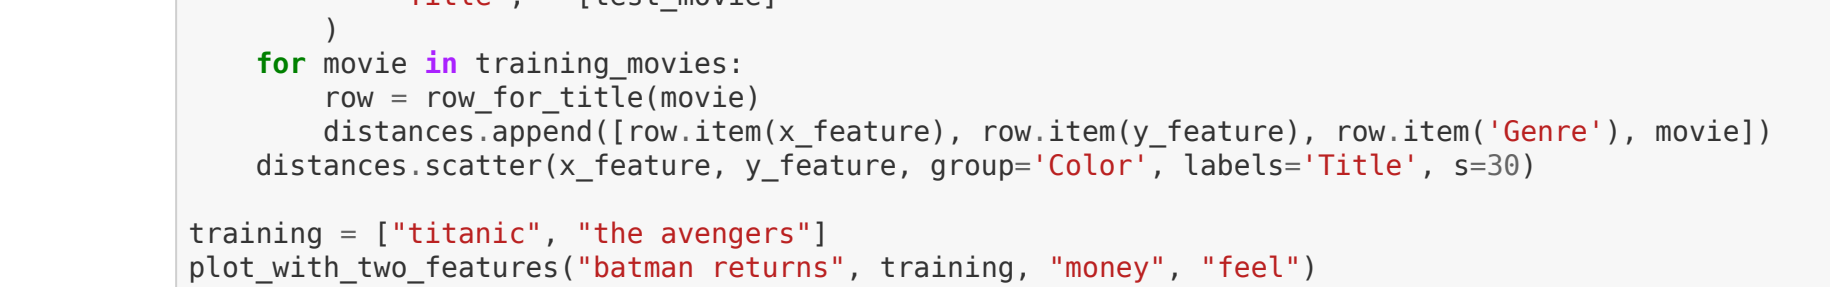 'Title', [test_movie]
)
for movie in training_movies:
row = row_for_title(movie)
distances.append([row.item(x_feature), row.item(y_feature), row.item('Genre'), movie])
distances.scatter(x_feature, y_feature, group='Color', labels='Title', s=30)
training = ["titanic", "the avengers"]
plot_with_two_features("batman returns", training, "money", "feel")